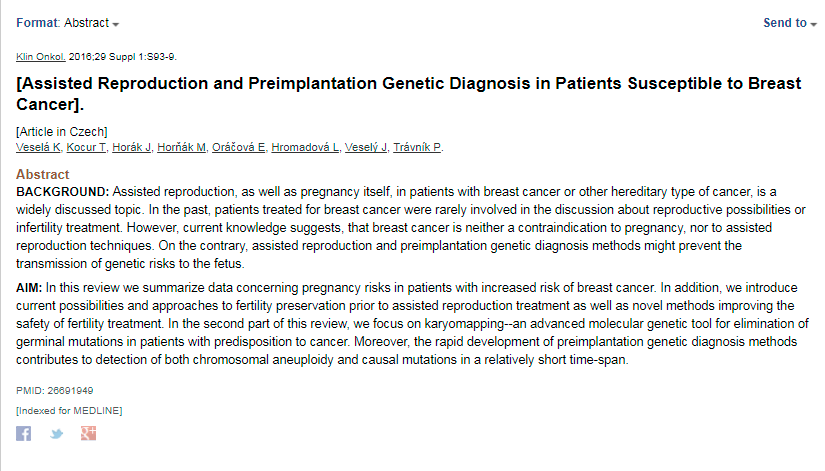 Format: Abstract
Send to
Klin Onkol. 2016;29 Suppl 1:S93-9.
[Assisted Reproduction and Preimplantation Genetic Diagnosis in Patients Susceptible to Breast
Cancer].
[Article in Czech]
Veselá K, Kocur T, Horák J, Horňák M, Oráčová E, Hromadová L, Veselý J, Trávník P.
Abstract
BACKGROUND: Assisted reproduction, as well as pregnancy itself, in patients with breast cancer or other hereditary type of cancer, is a
widely discussed topic. In the past, patients treated for breast cancer were rarely involved in the discussion about reproductive possibilities or
infertility treatment. However, current knowledge suggests, that breast cancer is neither a contraindication to pregnancy, nor to assisted
reproduction techniques. On the contrary, assisted reproduction and preimplantation genetic diagnosis methods might prevent the
transmission of genetic risks to the fetus.
AIM: In this review we summarize data concerning pregnancy risks in patients with increased risk of breast cancer. In addition, we introduce
current possibilities and approaches to fertility preservation prior to assisted reproduction treatment as well as novel methods improving the
safety of fertility treatment. In the second part of this review, we focus on karyomapping--an advanced molecular genetic tool for elimination of
germinal mutations in patients with predisposition to cancer. Moreover, the rapid development of preimplantation genetic diagnosis methods
contributes to detection of both chromosomal aneuploidy and causal mutations in a relatively short time-span.
PMID: 26691949
[Indexed for MEDLINE]